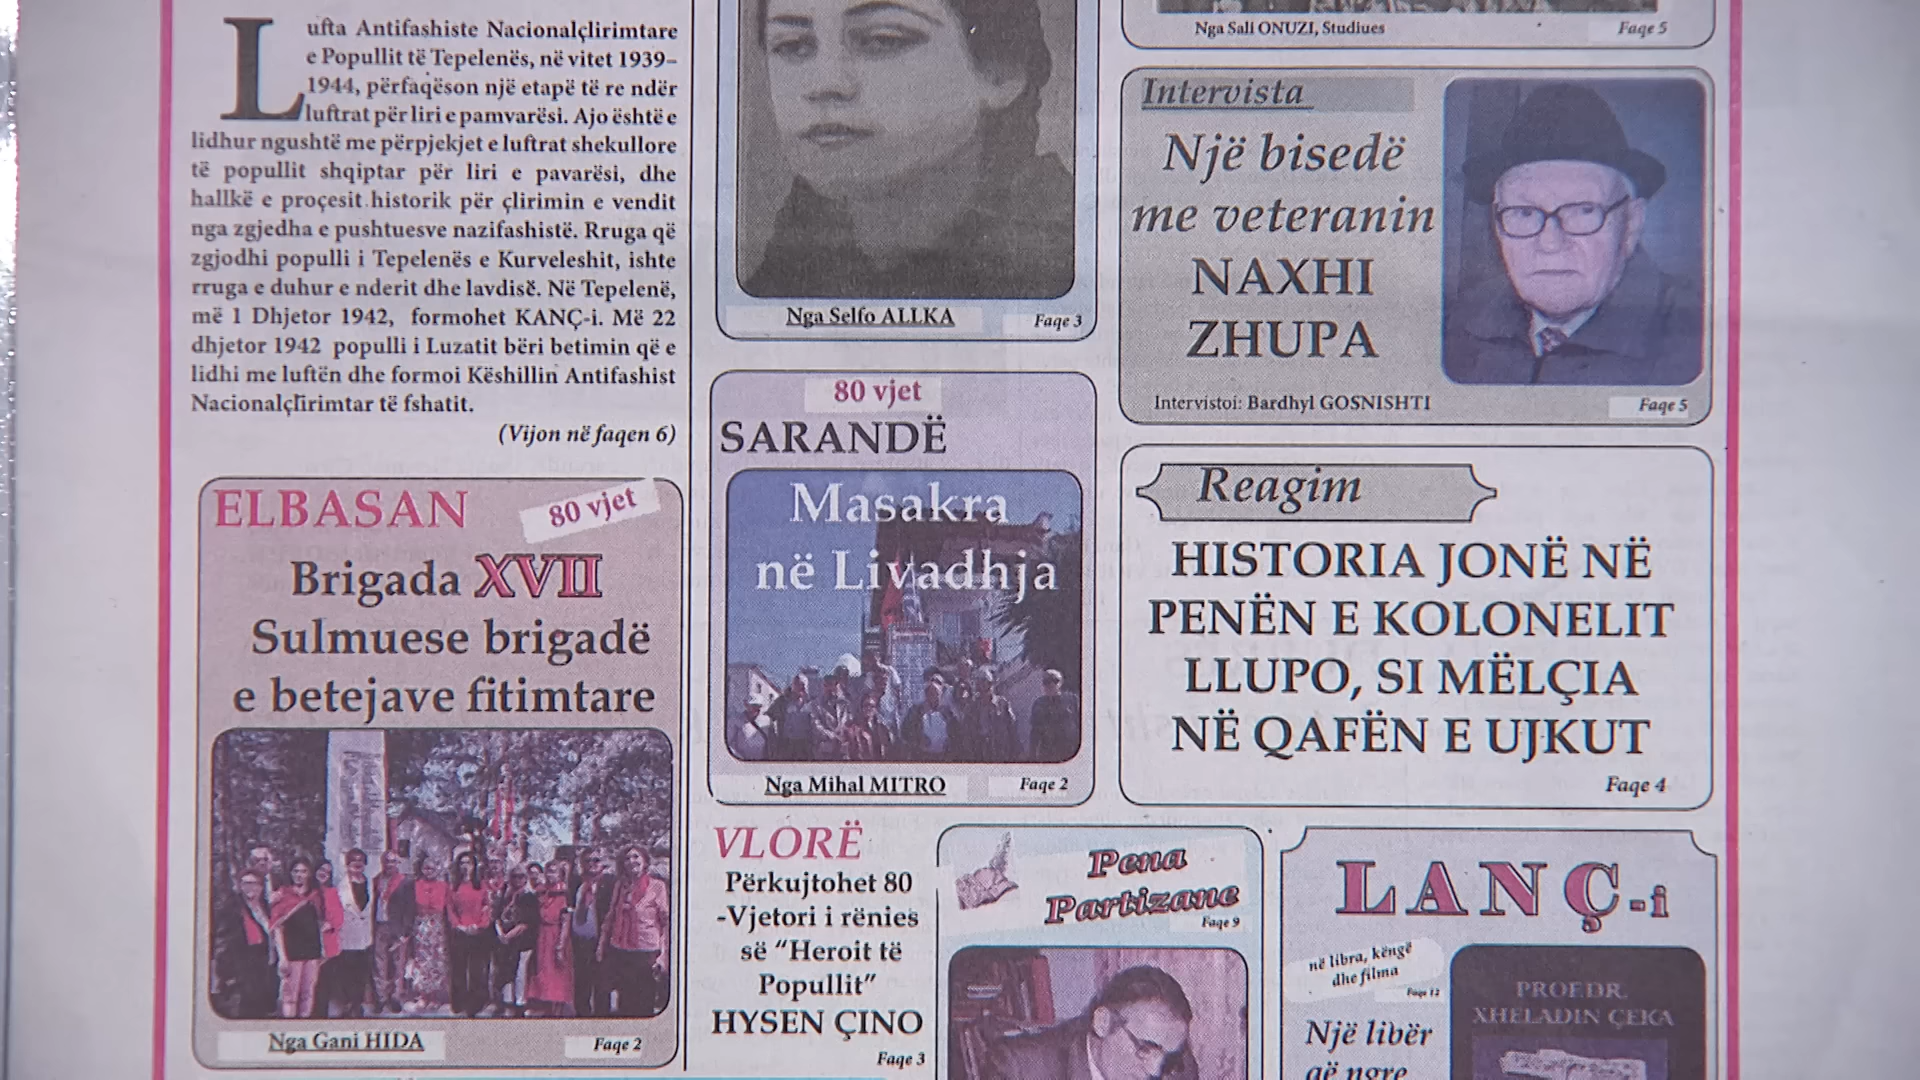 Lufta Antifashiste Nacionalçlirimtare
e Popullit të Tepelenës, në vitet 1939-
1944, përfaqëson një etapë të re ndër
luftrat për liri e pamvarësi. Ajo është e
lidhur ngushtë me përpjekjet e luftrat shekullore
të popullit shqiptar për liri e pavarësi, dhe
hallkë e proçesit historik për çlirimin e vendit
nga zgjedha e pushtuesve nazifashistë. Rruga që
zgjodhi populli i Tepelenës e Kurveleshit, ishte
rruga e duhur e nderit dhe lavdisë. Në Tepelenë,
më 1 Dhjetor 1942, formohet KANÇ-i. Më 22
dhjetor 1942 populli i Luzatit bëri betimin që e
lidhi me luftën dhe formoi Këshillin Antifashist
Nacionalçlirimtar të fshatit.
(Vijon në faqen 6)
ELBASAN
80 vjet
Brigada XVII
Sulmuese brigadë
e betejave fitimtare
Nga Gani HIDA
Faqe 2
Nga Selfo ALLKA
Faqe 3
80 vjet
SARANDË
Masakra
në Livadhja
Nga Mihal MITRO
Faqe 2
VLORË
Përkujtohet 80
-Vjetori i rënies
së “Heroit të
Popullit”
HYSEN ÇINO
Faqe 3
Pena
Partizane
Faqe 9
Nga Sali ONUZI, Studiues
Faqe 5
Intervista
Një bisedë
me veteranin
NAXHI
ZHUPA
Intervistoi: Bardhyl GOSNISHTI
Faqe 5
Reagim
HISTORIA JONË NË
PENËN E KOLONELIT
LLUPO, SI MËLÇIA
NË QAFËN E UJKUT
Faqe 4
LANÇ-i
në libra, këngë
dhe filma
Faqe 12
Një libër
që ngre
PROF.DR.
XHELADIN ÇEKA